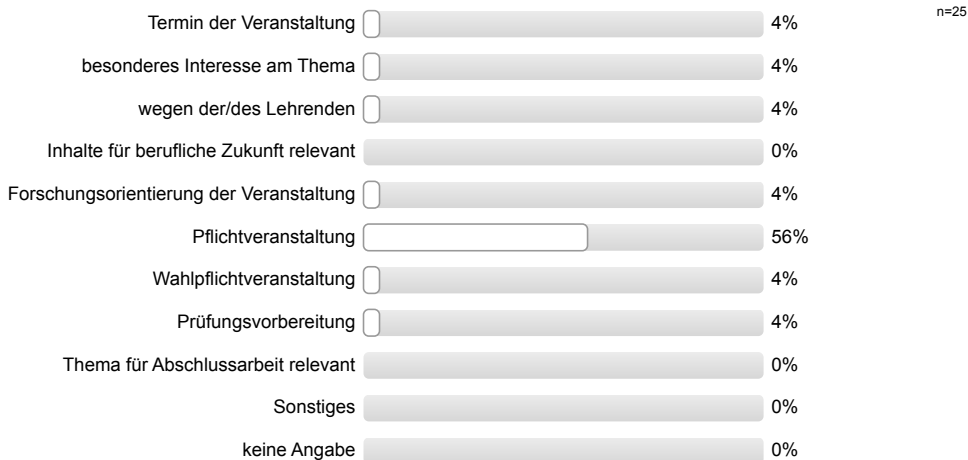 Termin der Veranstaltung 4% n=25
besonderes Interesse am Thema 4%
wegen der/des Lehrenden 4%
Inhalte für berufliche Zukunft relevant 0%
Forschungsorientierung der Veranstaltung 4%
Pflichtveranstaltung 56%
Wahlpflichtveranstaltung 4%
Prüfungsvorbereitung 4%
Thema für Abschlussarbeit relevant 0%
Sonstiges 0%
keine Angabe 0%